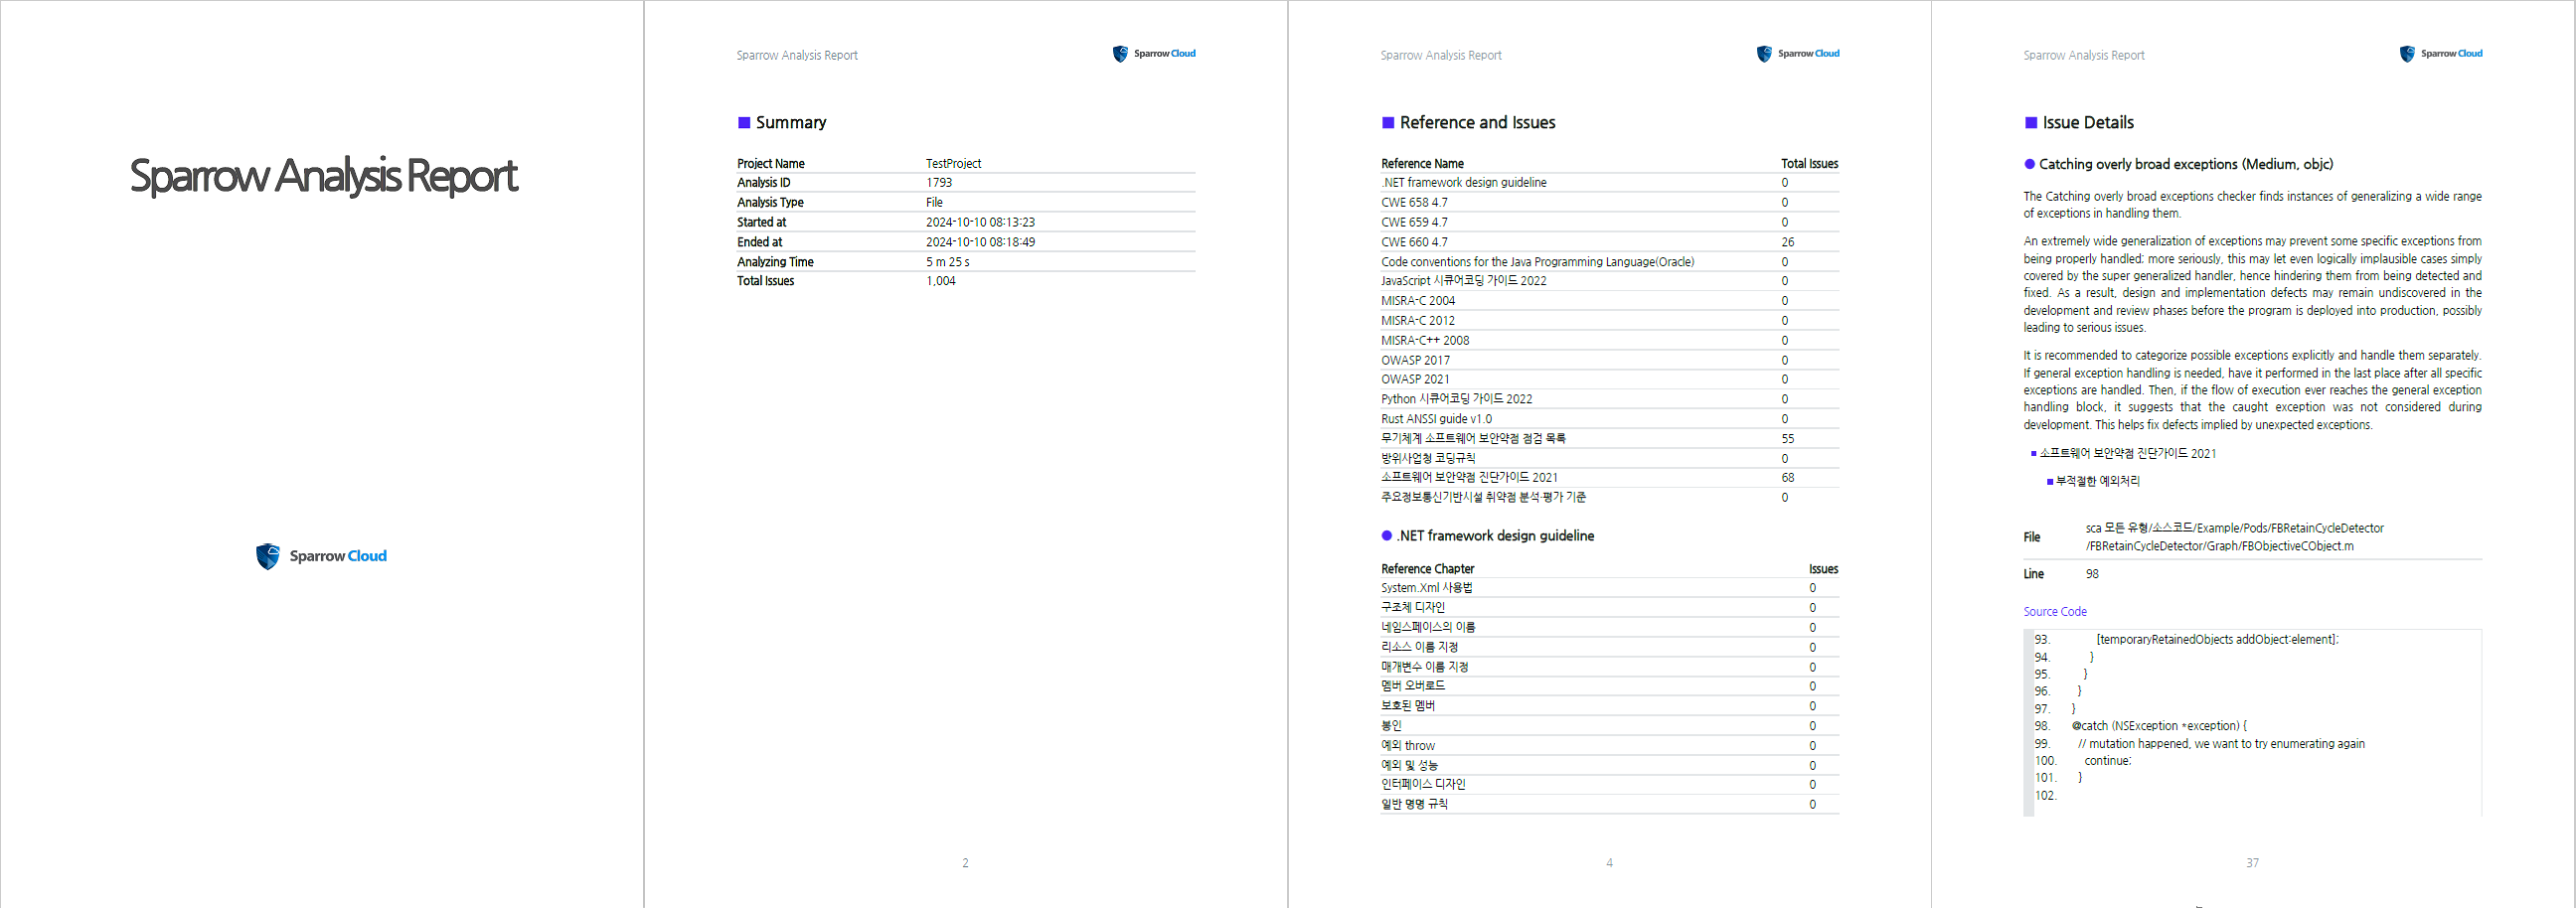 Sparrow Analysis Report
Sparrow Cloud
Sparrow Analysis Report
Sparrow Cloud
Summary
Project Name TestProject
Analysis ID 1793
Analysis Type File
Started at 2024-10-10 08:13:23
Ended at 2024-10-10 08:18:49
Analyzing Time 5 m 25 s
Total Issues 1,004
2
Sparrow Analysis Report
Sparrow Cloud
Reference and Issues
Reference Name Total Issues
.NET framework design guideline 0
CWE 658 4.7 0
CWE 659 4.7 0
CWE 660 4.7 26
Code conventions for the Java Programming Language(Oracle) 0
JavaScript 시큐어코딩 가이드 2022 0
MISRA-C 2004 0
MISRA-C 2012 0
MISRA-C++ 2008 0
OWASP 2017 0
OWASP 2021 0
Python 시큐어코딩 가이드 2022 0
Rust ANSSI guide v1.0 0
무기체계 소프트웨어 보안약점 점검 목록 55
방위사업청 코딩규칙 0
소프트웨어 보안약점 진단가이드 2021 68
주요정보통신기반시설 취약점 분석·평가 기준 0
.NET framework design guideline
Reference Chapter Issues
System.Xml 사용법 0
구조체 디자인 0
네임스페이스의 이름 0
리소스 이름 지정 0
매개변수 이름 지정 0
멤버 오버로드 0
보호된 멤버 0
봉인 0
예외 throw 0
예외 및 성능 0
인터페이스 디자인 0
일반 명명 규칙 0
4
Sparrow Analysis Report
Sparrow Cloud
Issue Details
Catching overly broad exceptions (Medium, objc)
The Catching overly broad exceptions checker finds instances of generalizing a wide range
of exceptions in handling them.
An extremely wide generalization of exceptions may prevent some specific exceptions from
being properly handled; more seriously, this may let even logically implausible cases simply
covered by the super generalized handler, hence hindering them from being detected and
fixed. As a result, design and implementation defects may remain undiscovered in the
development and review phases before the program is deployed into production, possibly
leading to serious issues.
It is recommended to categorize possible exceptions explicitly and handle them separately.
If general exception handling is needed, have it performed in the last place after all specific
exceptions are handled. Then, if the flow of execution ever reaches the general exception
handling block, it suggests that the caught exception was not considered during
development. This helps fix defects implied by unexpected exceptions.
소프트웨어 보안약점 진단가이드 2021
부적절한 예외처리
File sca 모든 유형/소스코드/Example/Pods/FBRetainCycleDetector
/FBRetainCycleDetector/Graph/FBObjectiveCObject.m
Line 98
Source Code
93. [temporaryRetainedObjects addObject:element];
94. }
95. }
96. }
97. }
98. @catch (NSException *exception) {
99. // mutation happened, we want to try enumerating again
100. continue;
101. }
102.
37